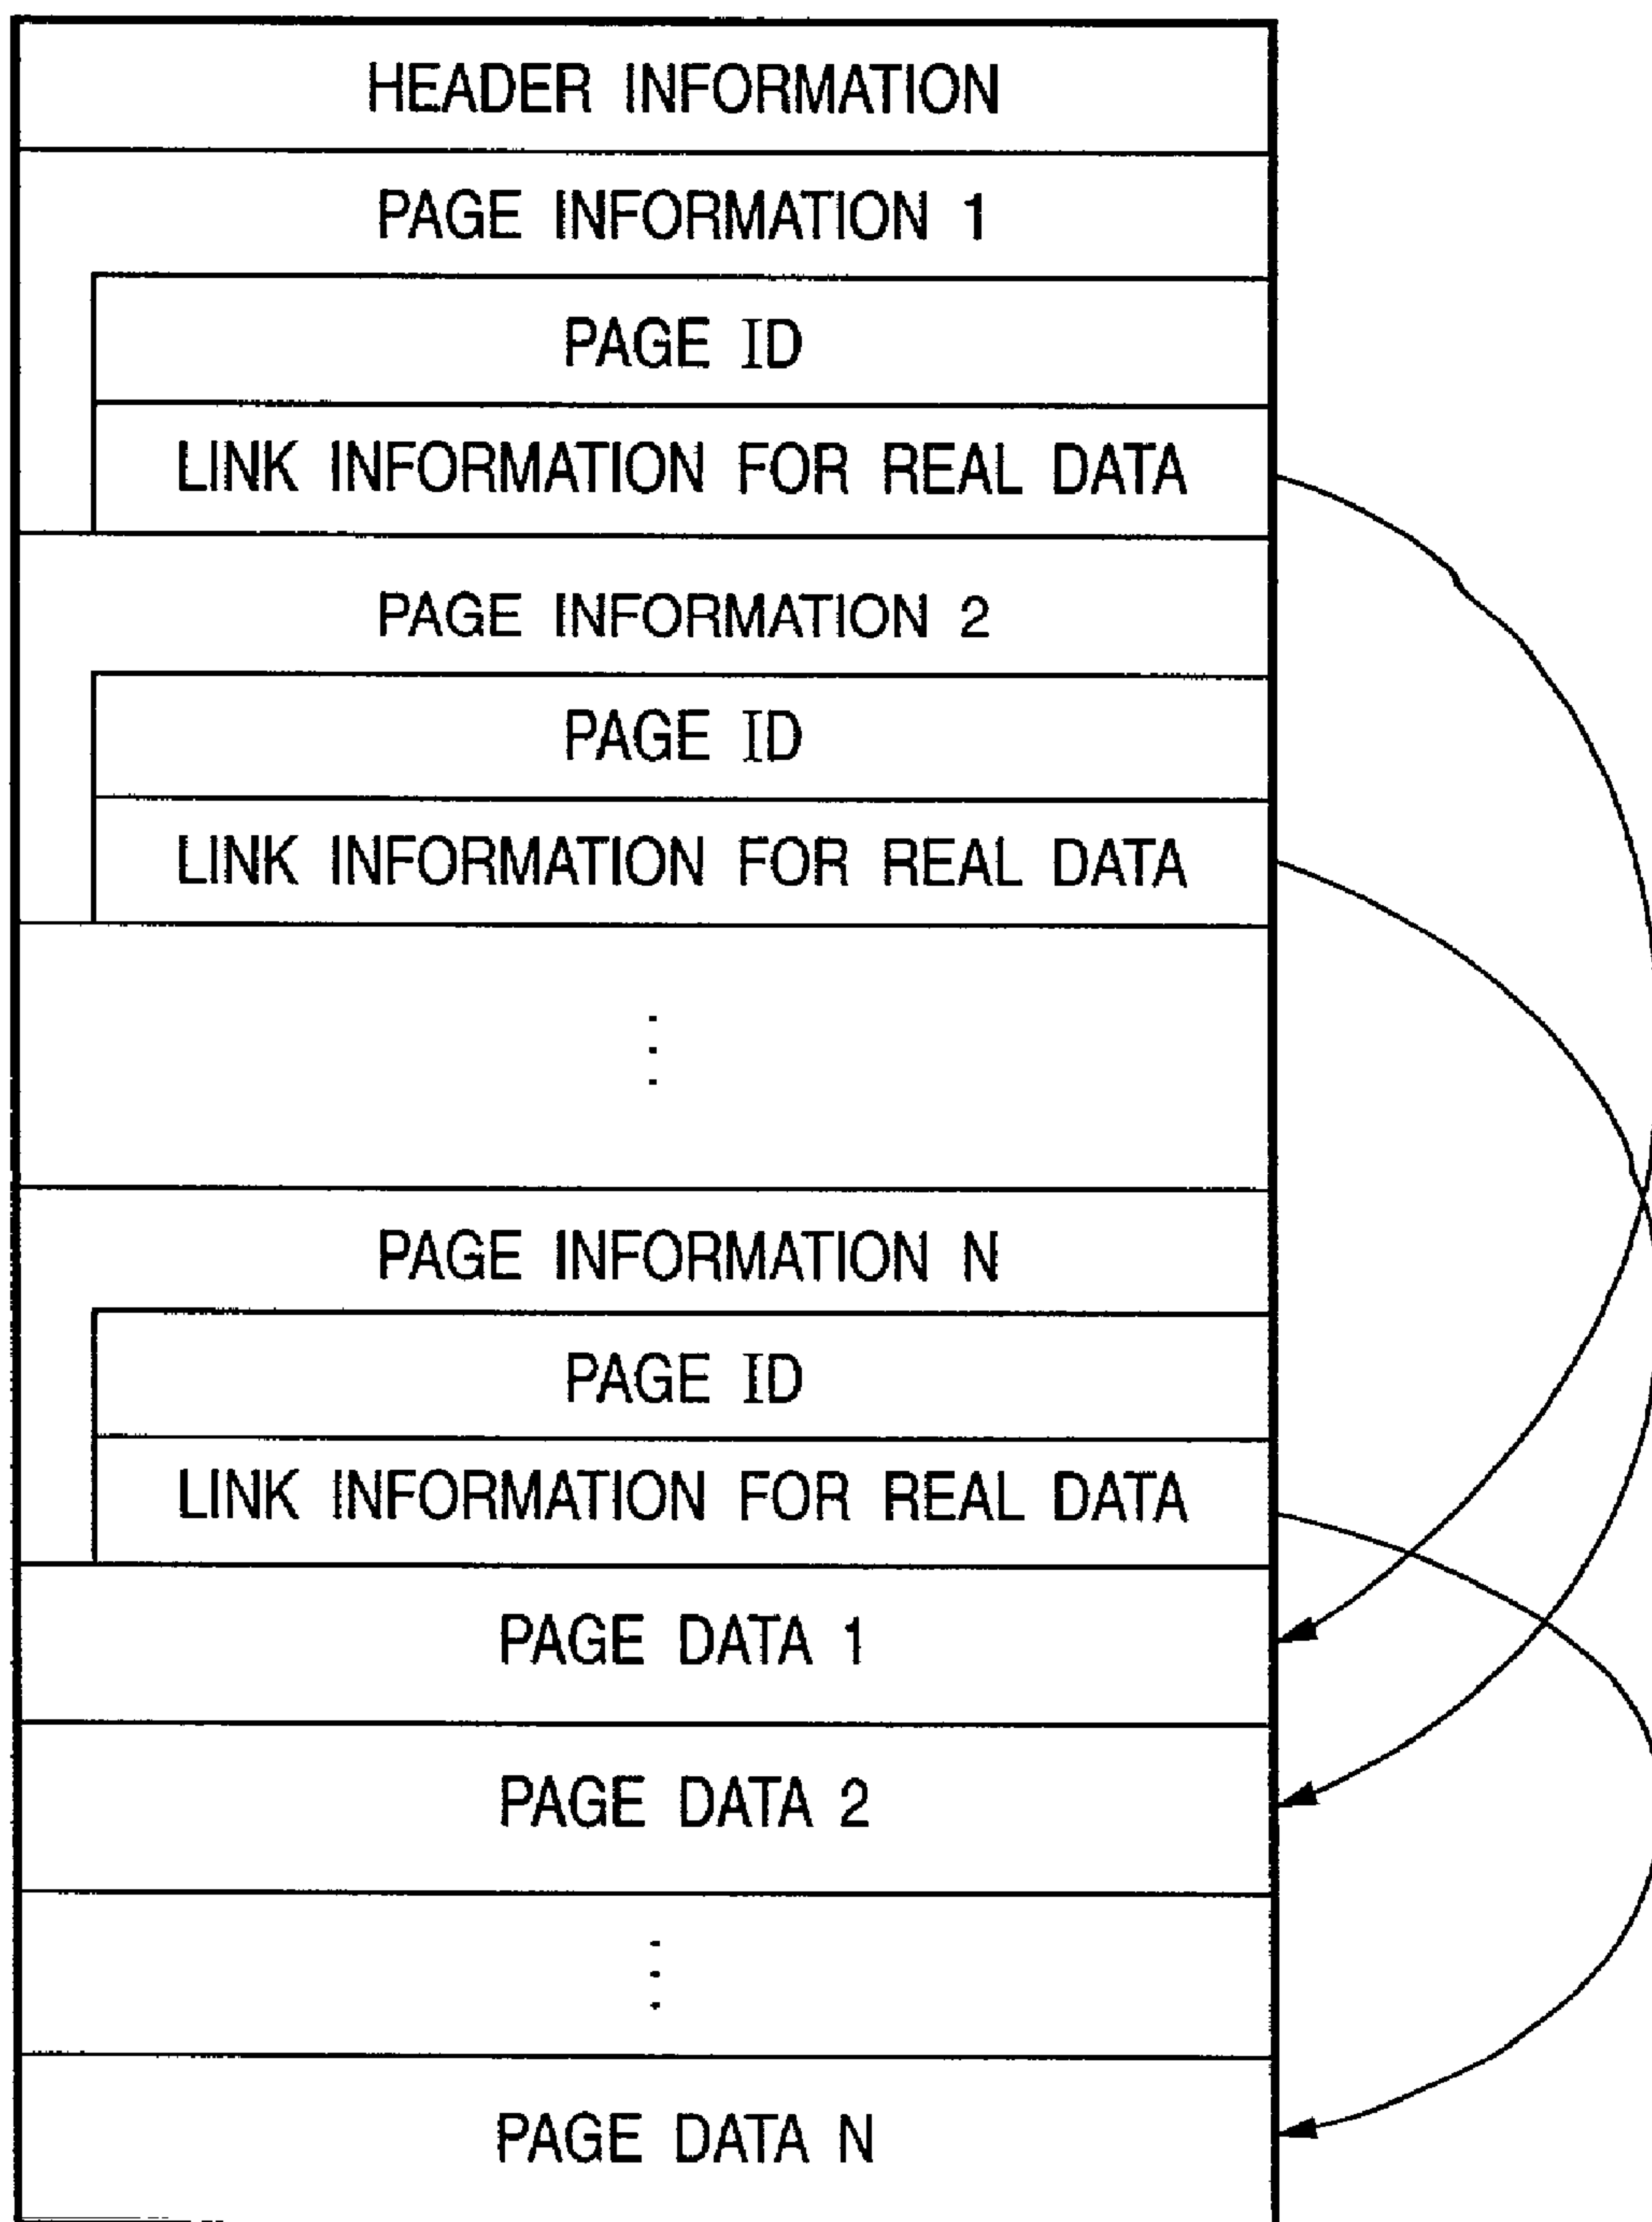 HEADER INFORMATION
PAGE INFORMATION 1
PAGE ID
LINK INFORMATION FOR REAL DATA
PAGE INFORMATION 2
PAGE ID
LINK INFORMATION FOR REAL DATA
PAGE INFORMATION N
PAGE ID
LINK INFORMATION FOR REAL DATA
PAGE DATA 1
PAGE DATA 2
PAGE DATA N